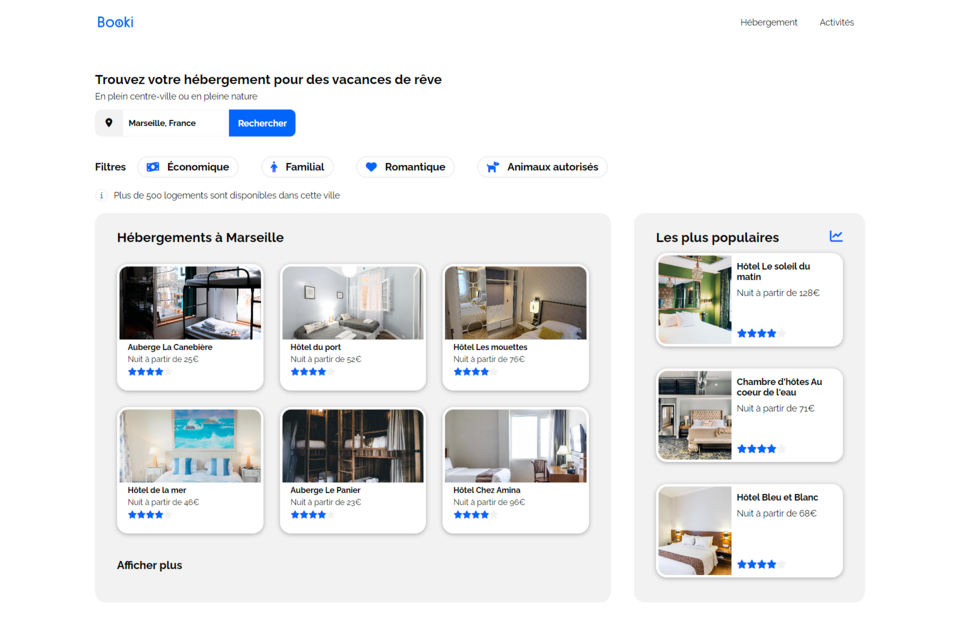 Booki
Hébergement
Activités
Trouvez votre hébergement pour des vacances de rêve
En plein centre-ville ou en pleine nature
Marseille, France
Rechercher
Filtres
Économique
Familial
Romantique
Animaux autorisés
i Plus de 500 logements sont disponibles dans cette ville
Hébergements à Marseille
Auberge La Canebière
Nuit à partir de 25€
Hôtel du port
Nuit à partir de 52€
Hôtel Les mouettes
Nuit à partir de 76€
Hôtel de la mer
Nuit à partir de 46€
Auberge Le Panier
Nuit à partir de 23€
Hôtel Chez Amina
Nuit à partir de 96€
Afficher plus
Les plus populaires
Hôtel Le soleil du
matin
Nuit à partir de 128€
Chambre d'hôtes Au
coeur de l'eau
Nuit à partir de 71€
Hôtel Bleu et Blanc
Nuit à partir de 68€